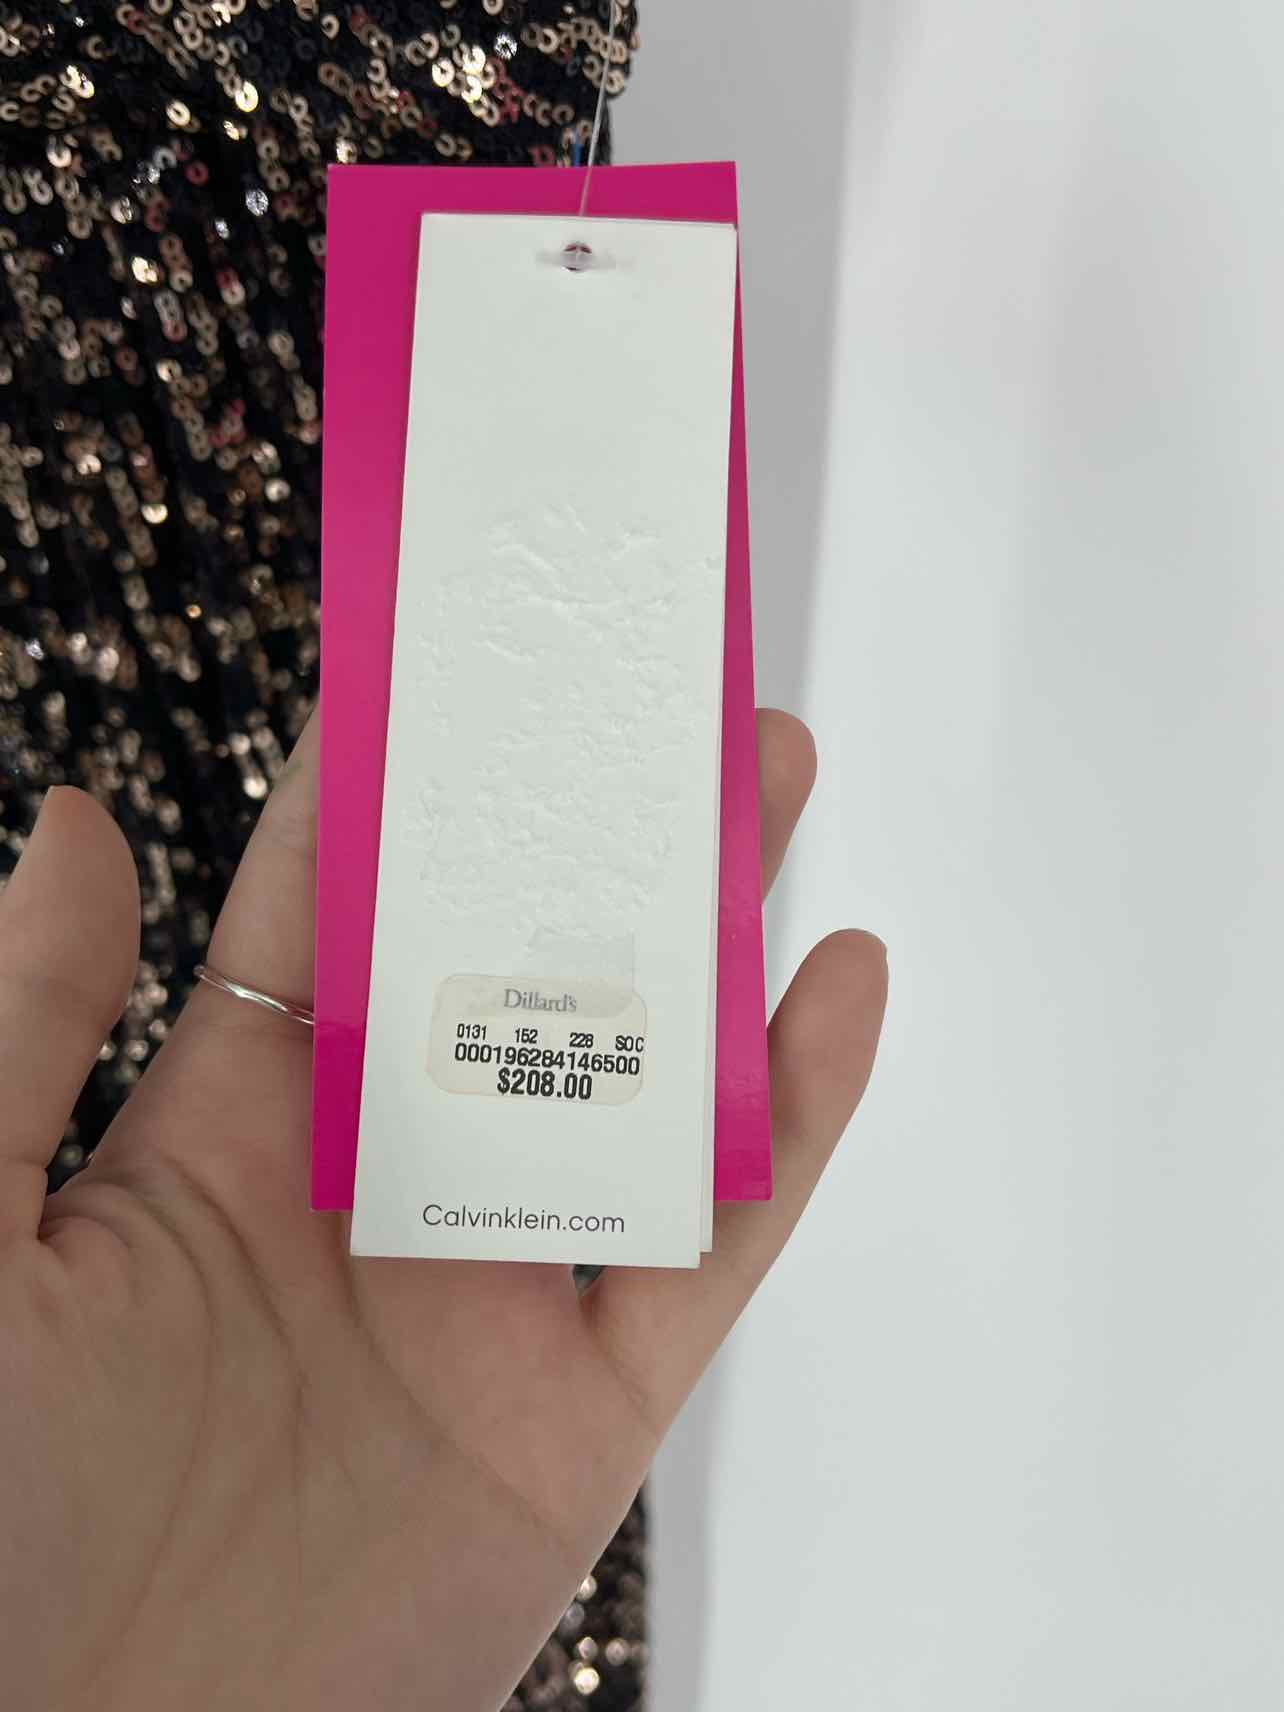 Dillard's
0131 152 228 SOC
000196284146500
$208.00
Calvinklein.com